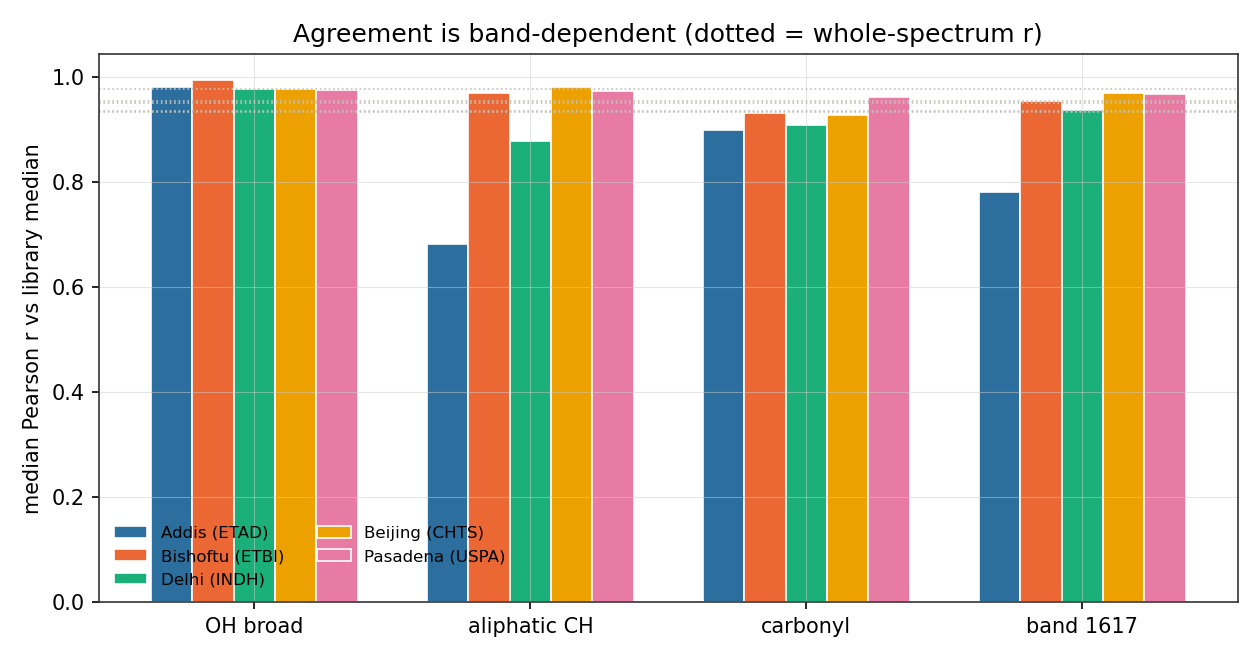 Agreement is band-dependent (dotted = whole-spectrum r)
median Pearson r vs library median
1.0
0.8
0.6
0.4
0.2
0.0
Addis (ETAD)
Bishoftu (ETBI)
Delhi (INDH)
Beijing (CHTS)
Pasadena (USPA)
OH broad
aliphatic CH
carbonyl
band 1617